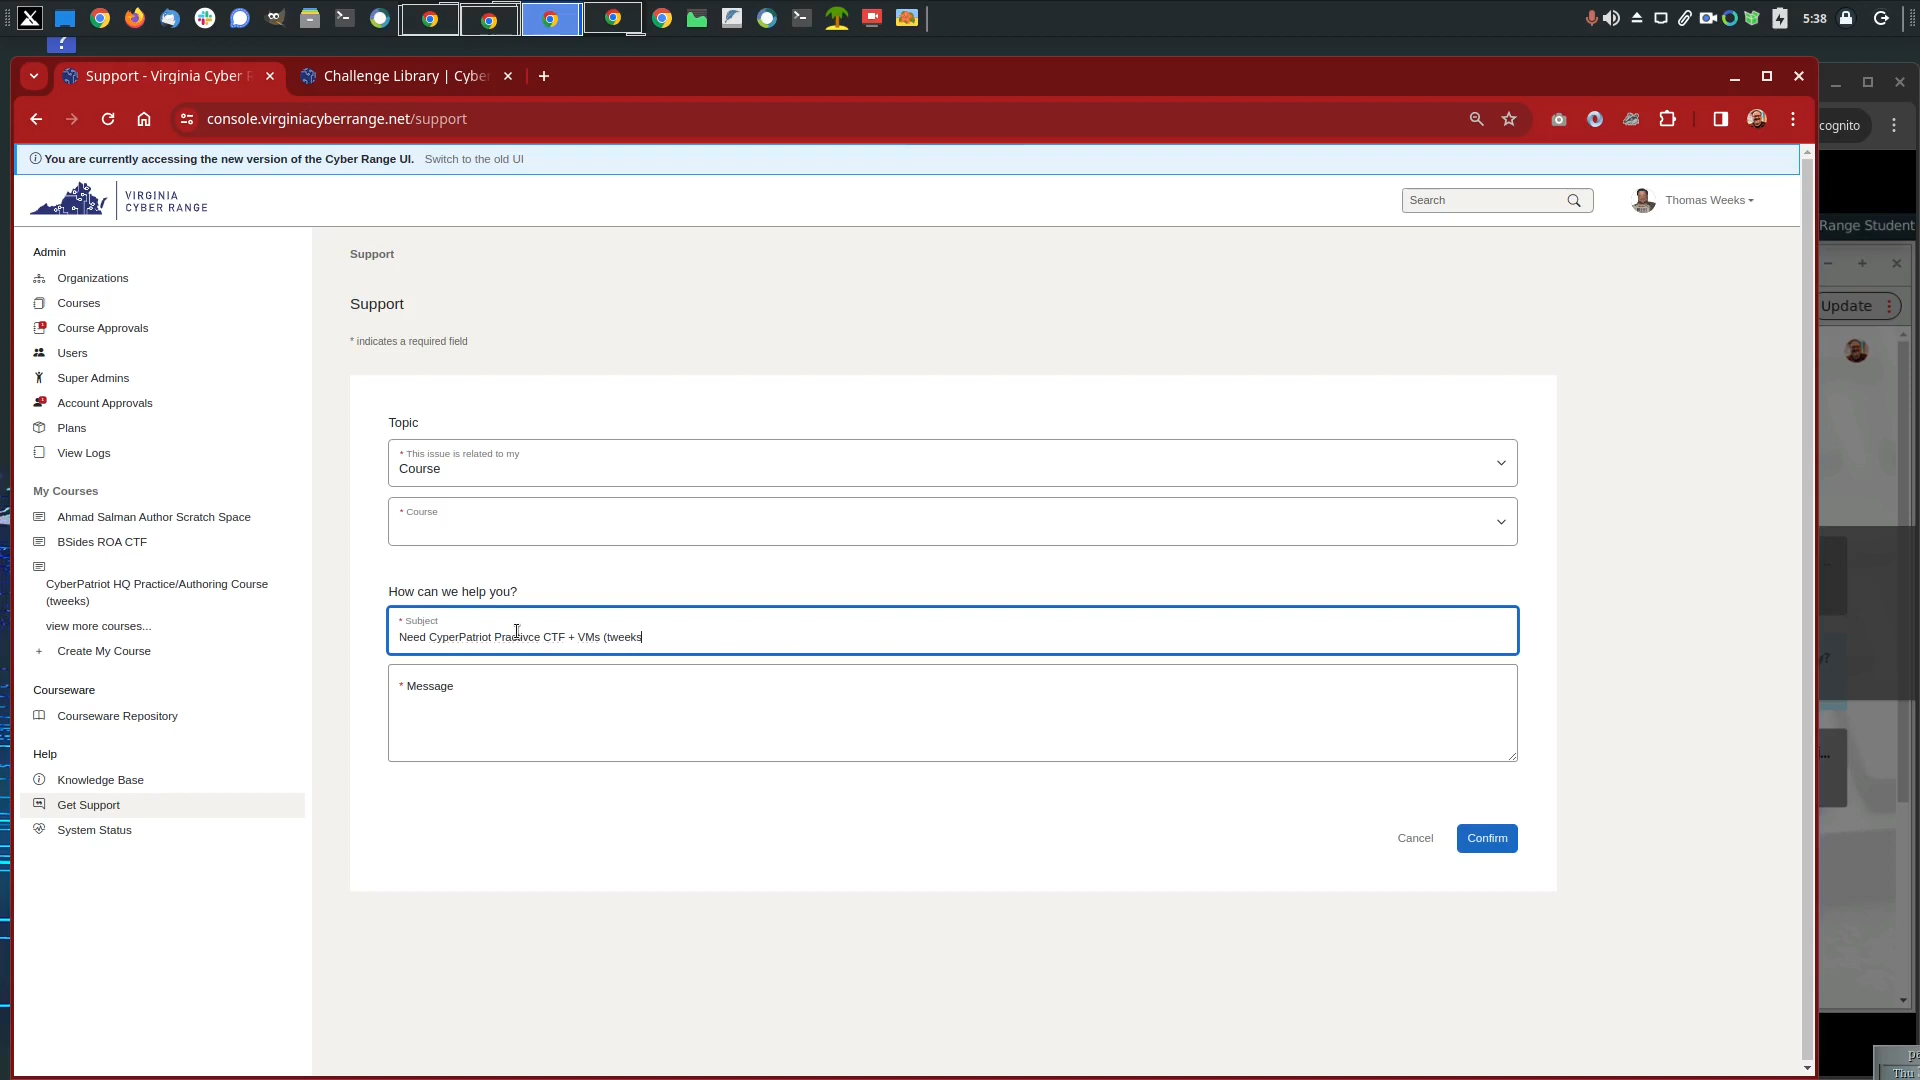 5:38
Support - Virginia Cyber
Challenge Library | Cybe
console.virginiacyberrange.net/support
cognito
You are currently accessing the new version of the Cyber Range UI. Switch to the old UI
VIRGINIA
CYBER RANGE
Search
Thomas Weeks
Range Student
Admin
Organizations
Courses
Course Approvals
Users
Super Admins
Account Approvals
Plans
View Logs
My Courses
Ahmad Salman Author Scratch Space
BSides ROA CTF
CyberPatriot HQ Practice/Authoring Course
(tweeks)
view more courses...
+ Create My Course
Courseware
Courseware Repository
Help
Knowledge Base
Get Support
System Status
Support
Support
* indicates a required field
Topic
* This issue is related to my
Course
* Course
How can we help you?
* Subject
Need CyperPatriot Practivce CTF + VMs (tweeks
* Message
Cancel
Confirm
Update
y?
Thu